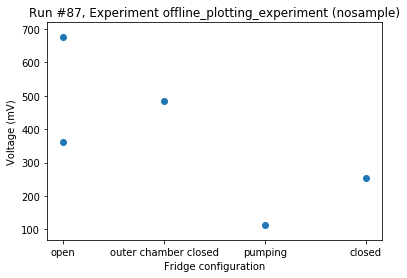 Run #87, Experiment offline_plotting_experiment (nosample)
700
600
500
400
300
200
100
Voltage (mV)
open
outer chamber closed
pumping
closed
Fridge configuration